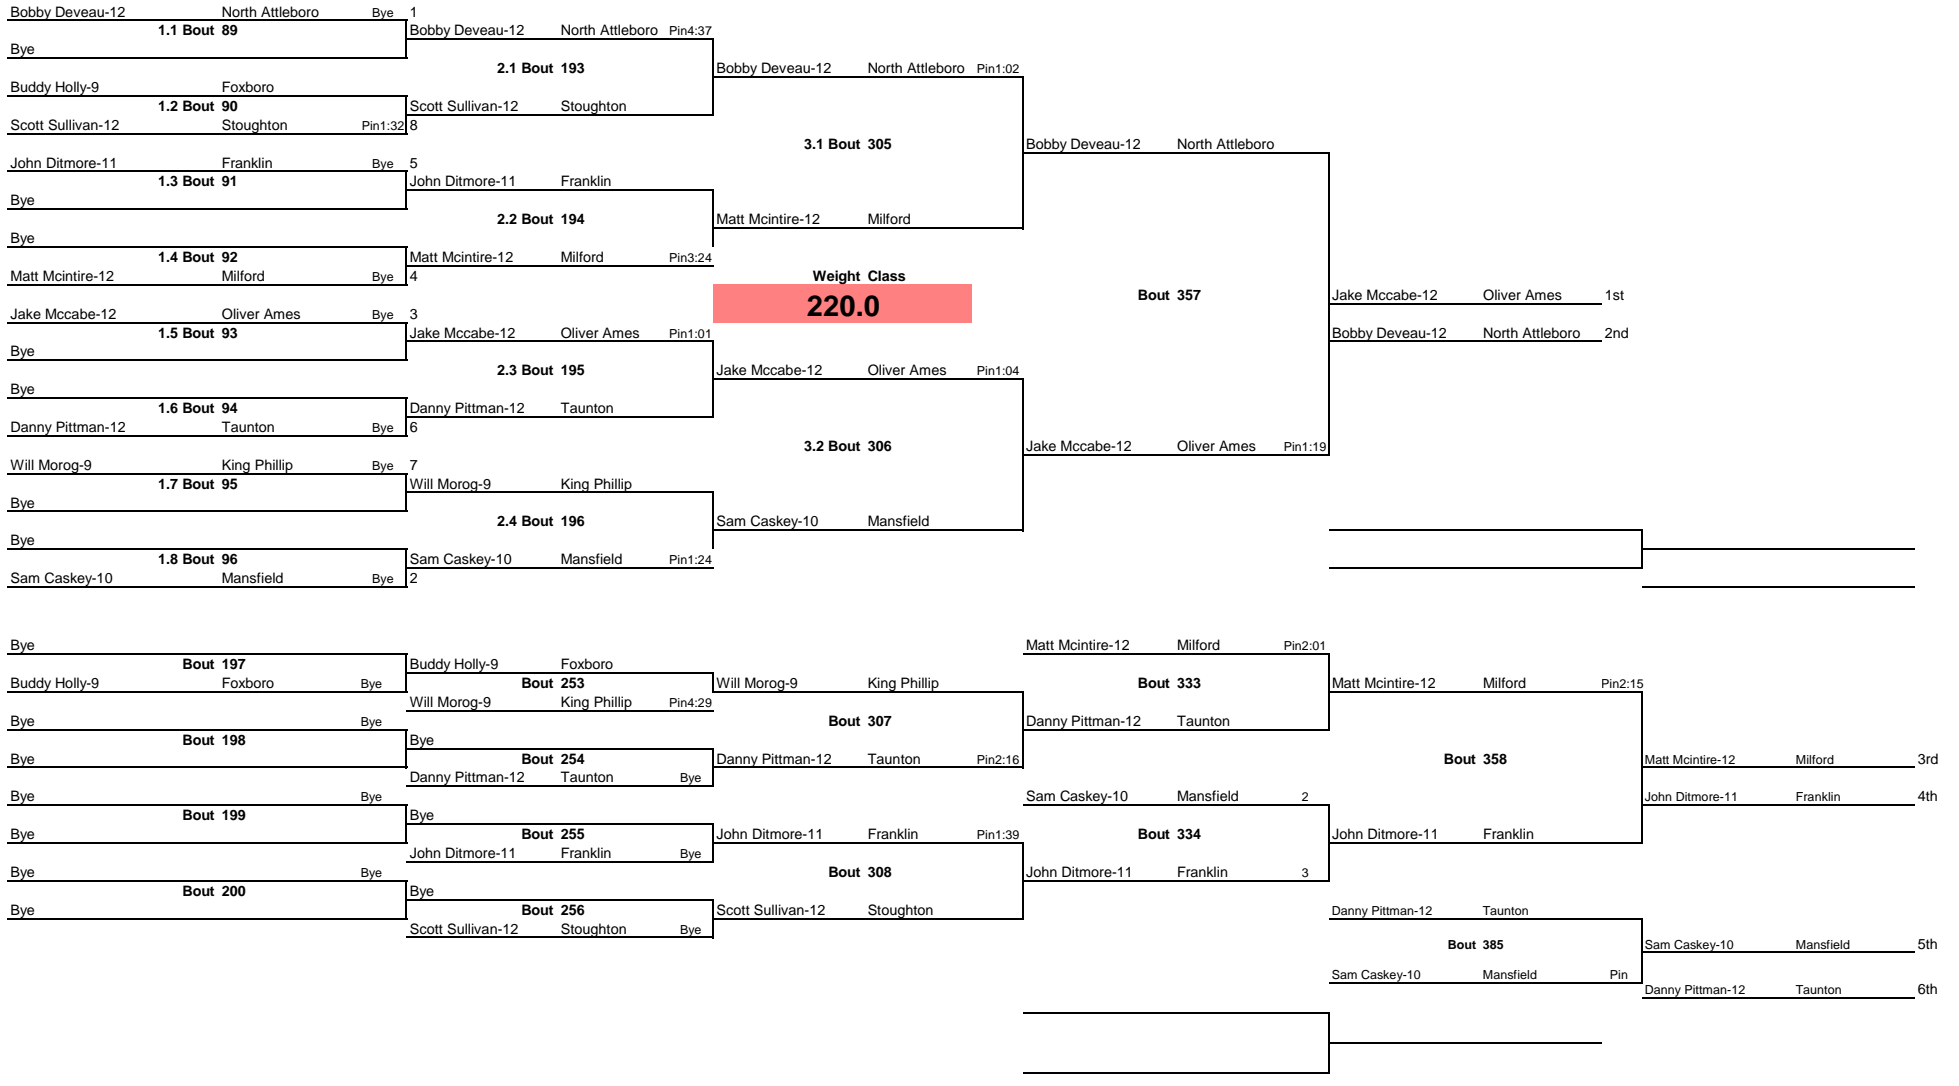 Bobby Deveau-12 North Attleboro Bye 1
1.1 Bout 89 Bobby Deveau-12 North Attleboro Pin4:37
Bye
2.1 Bout 193 Bobby Deveau-12 North Attleboro Pin1:02
Buddy Holly-9 Foxboro
1.2 Bout 90 Scott Sullivan-12 Stoughton
Scott Sullivan-12 Stoughton Pin1:32 8
3.1 Bout 305 Bobby Deveau-12 North Attleboro
John Ditmore-11 Franklin Bye 5
1.3 Bout 91 John Ditmore-11 Franklin
Bye
2.2 Bout 194 Matt Mcintire-12 Milford
Bye
1.4 Bout 92 Matt Mcintire-12 Milford Pin3:24
Matt Mcintire-12 Milford Bye 4 Weight Class
Bout 357 Jake Mccabe-12 Oliver Ames 1st
220.0
Jake Mccabe-12 Oliver Ames Bye 3
1.5 Bout 93 Jake Mccabe-12 Oliver Ames Pin1:01 Bobby Deveau-12 North Attleboro 2nd
Bye
2.3 Bout 195 Jake Mccabe-12 Oliver Ames Pin1:04
Bye
1.6 Bout 94 Danny Pittman-12 Taunton
Danny Pittman-12 Taunton Bye 6
3.2 Bout 306 Jake Mccabe-12 Oliver Ames Pin1:19
Will Morog-9 King Phillip Bye 7
1.7 Bout 95 Will Morog-9 King Phillip
Bye
2.4 Bout 196 Sam Caskey-10 Mansfield
Bye
1.8 Bout 96 Sam Caskey-10 Mansfield Pin1:24
Sam Caskey-10 Mansfield Bye 2
Bye Matt Mcintire-12 Milford Pin2:01
Bout 197 Buddy Holly-9 Foxboro
Buddy Holly-9 Foxboro Bye Bout 253 Will Morog-9 King Phillip Bout 333 Matt Mcintire-12 Milford Pin2:15
Will Morog-9 King Phillip Pin4:29
Bye Bye Bout 307 Danny Pittman-12 Taunton
Bout 198 Bye
Bye Bout 254 Danny Pittman-12 Taunton Pin2:16 Bout 358 Matt Mcintire-12 Milford 3rd
Danny Pittman-12 Taunton Bye
Bye Bye Sam Caskey-10 Mansfield 2 John Ditmore-11 Franklin 4th
Bout 199 Bye
Bye Bout 255 John Ditmore-11 Franklin Pin1:39 Bout 334 John Ditmore-11 Franklin
John Ditmore-11 Franklin Bye
Bye Bye Bout 308 John Ditmore-11 Franklin 3
Bout 200 Bye
Bye Bout 256 Scott Sullivan-12 Stoughton Danny Pittman-12 Taunton
Scott Sullivan-12 Stoughton Bye
Bout 385 Sam Caskey-10 Mansfield 5th
Sam Caskey-10 Mansfield Pin
Danny Pittman-12 Taunton 6th